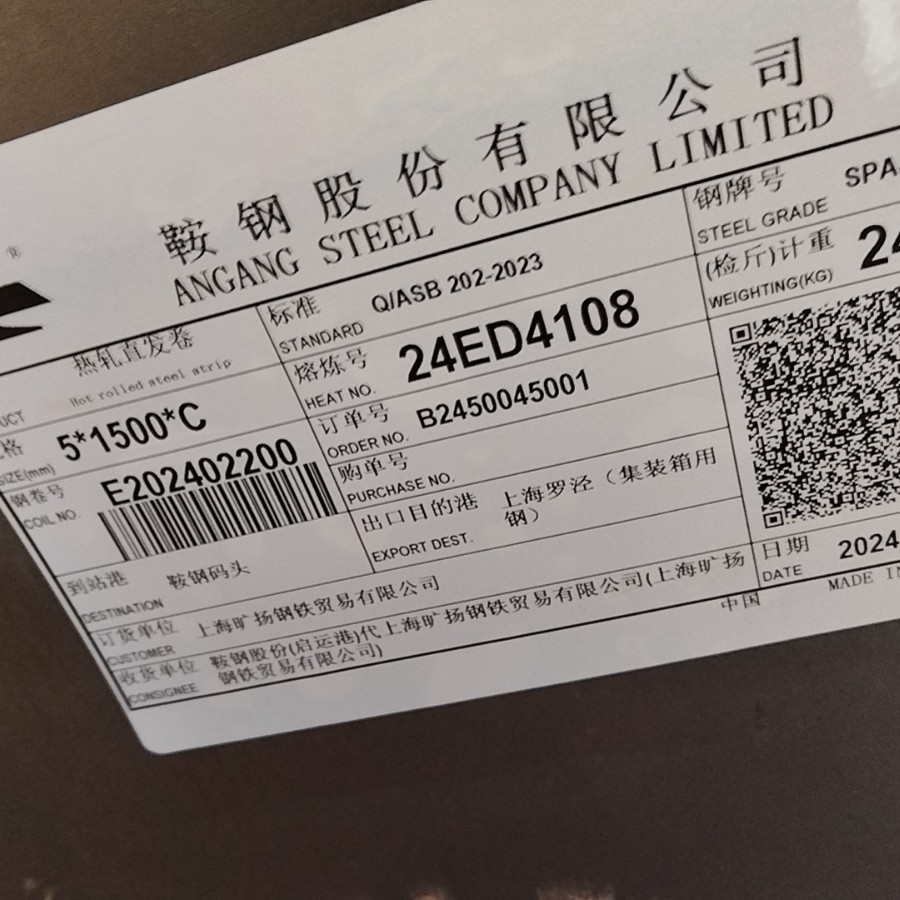 鞍钢股份有限公司
ANGANG STEEL COMPANY LIMITED
热轧直发卷
Hot rolled steel strip
标准
STANDARD
Q/ASB 202-2023
钢牌号
STEEL GRADE
SPA-
格
SIZE(mm)
5*1500*C
熔炼号
HEAT NO.
24ED4108
(检斤)计重
WEIGHTING(KG)
24
钢卷号
COIL NO.
E202402200
订单号
ORDER NO.
B2450045001
购单号
PURCHASE NO.
到站港
DESTINATION
鞍钢码头
出口目的港
EXPORT DEST.
上海罗泾（集装箱用
钢）
日期
DATE
2024
订货单位
CUSTOMER
上海旷扬钢铁贸易有限公司
收货单位
CONSIGNEE
鞍钢股份(启运港)代上海旷扬钢铁贸易有限公司(上海旷扬
钢铁贸易有限公司)
中国
MADE IN